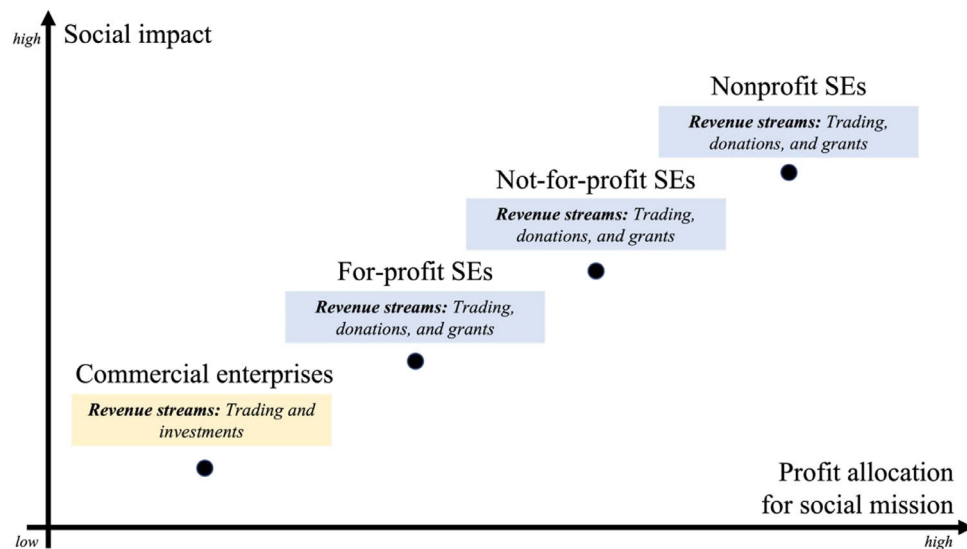 high
Social impact
Nonprofit SEs
Revenue streams: Trading,
donations, and grants
Not-for-profit SEs
Revenue streams: Trading,
donations, and grants
For-profit SEs
Revenue streams: Trading,
donations, and grants
Commercial enterprises
Revenue streams: Trading and
investments
Profit allocation
for social mission
low
high